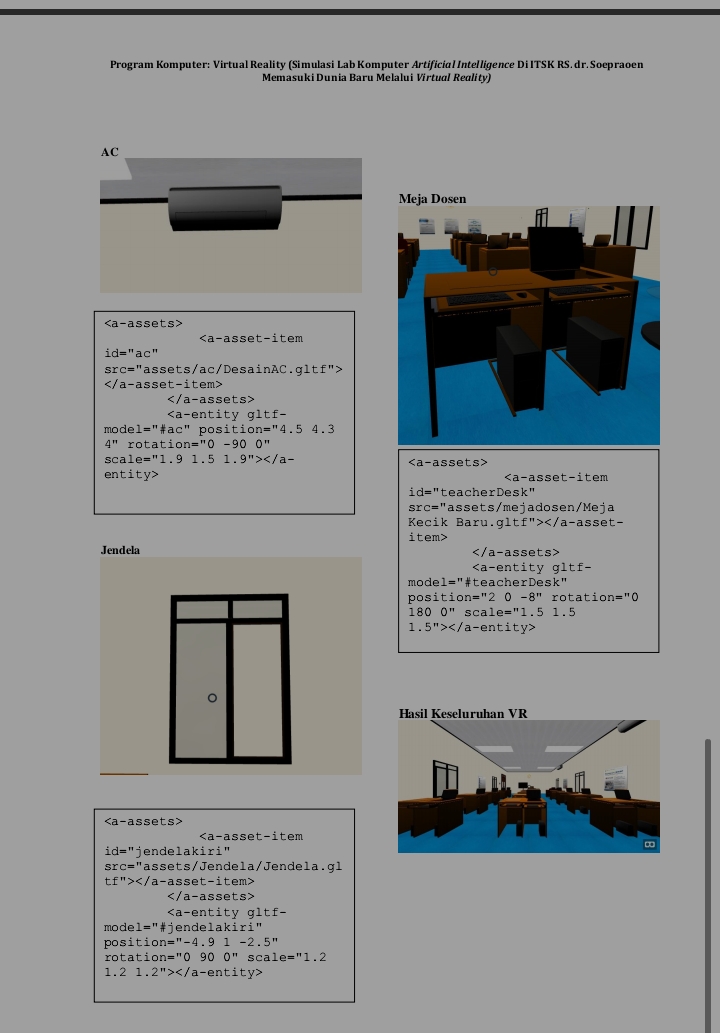 Program Komputer: Virtual Reality (Simulasi Lab Komputer Artificial Intelligence Di ITSK RS. dr. Soepraoen
Memasuki Dunia Baru Melalui Virtual Reality)
AC
<a-assets>
<a-asset-item
id="ac"
src="assets/ac/DesainAC.gltf">
</a-asset-item>
</a-assets>
<a-entity gltf-
model="#ac" position="4.5 4.3
4" rotation="0 -90 0"
scale="1.9 1.5 1.9"></a-
entity>
Jendela
<a-assets>
<a-asset-item
id="jendelakiri"
src="assets/Jendela/Jendela.gl
tf"></a-asset-item>
</a-assets>
<a-entity gltf-
model="#jendelakiri"
position="-4.9 1 -2.5"
rotation="0 90 0" scale="1.2
1.2 1.2"></a-entity>
Meja Dosen
<a-assets>
<a-asset-item
id="teacherDesk"
src="assets/mejadosen/Meja
Kecik Baru.gltf"></a-asset-
item>
</a-assets>
<a-entity gltf-
model="#teacherDesk"
position="2 0 -8" rotation="0
180 0" scale="1.5 1.5
1.5"></a-entity>
Hasil Keseluruhan VR